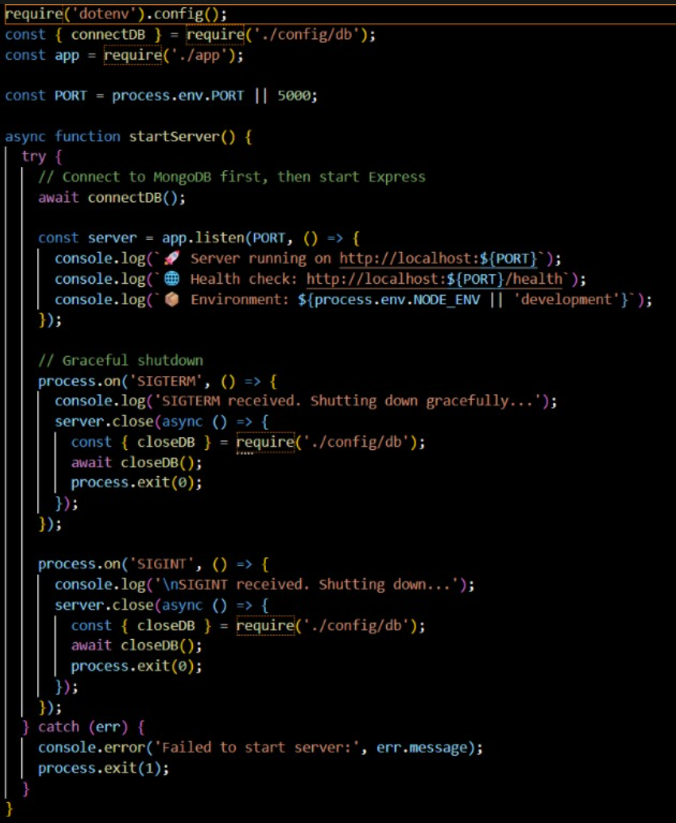 require('dotenv').config();
const { connectDB } = require('./config/db');
const app = require('./app');

const PORT = process.env.PORT || 5000;

async function startServer() {
  try {
    // Connect to MongoDB first, then start Express
    await connectDB();

    const server = app.listen(PORT, () => {
      console.log(`🚀 Server running on http://localhost:${PORT}`);
      console.log(`🌐 Health check: http://localhost:${PORT}/health`);
      console.log(`📦 Environment: ${process.env.NODE_ENV || 'development'}`);
    });

    // Graceful shutdown
    process.on('SIGTERM', () => {
      console.log('SIGTERM received. Shutting down gracefully...');
      server.close(async () => {
        const { closeDB } = require('./config/db');
        await closeDB();
        process.exit(0);
      });
    });

    process.on('SIGINT', () => {
      console.log('\nSIGINT received. Shutting down...');
      server.close(async () => {
        const { closeDB } = require('./config/db');
        await closeDB();
        process.exit(0);
      });
    });
  } catch (err) {
    console.error('Failed to start server:', err.message);
    process.exit(1);
  }
}